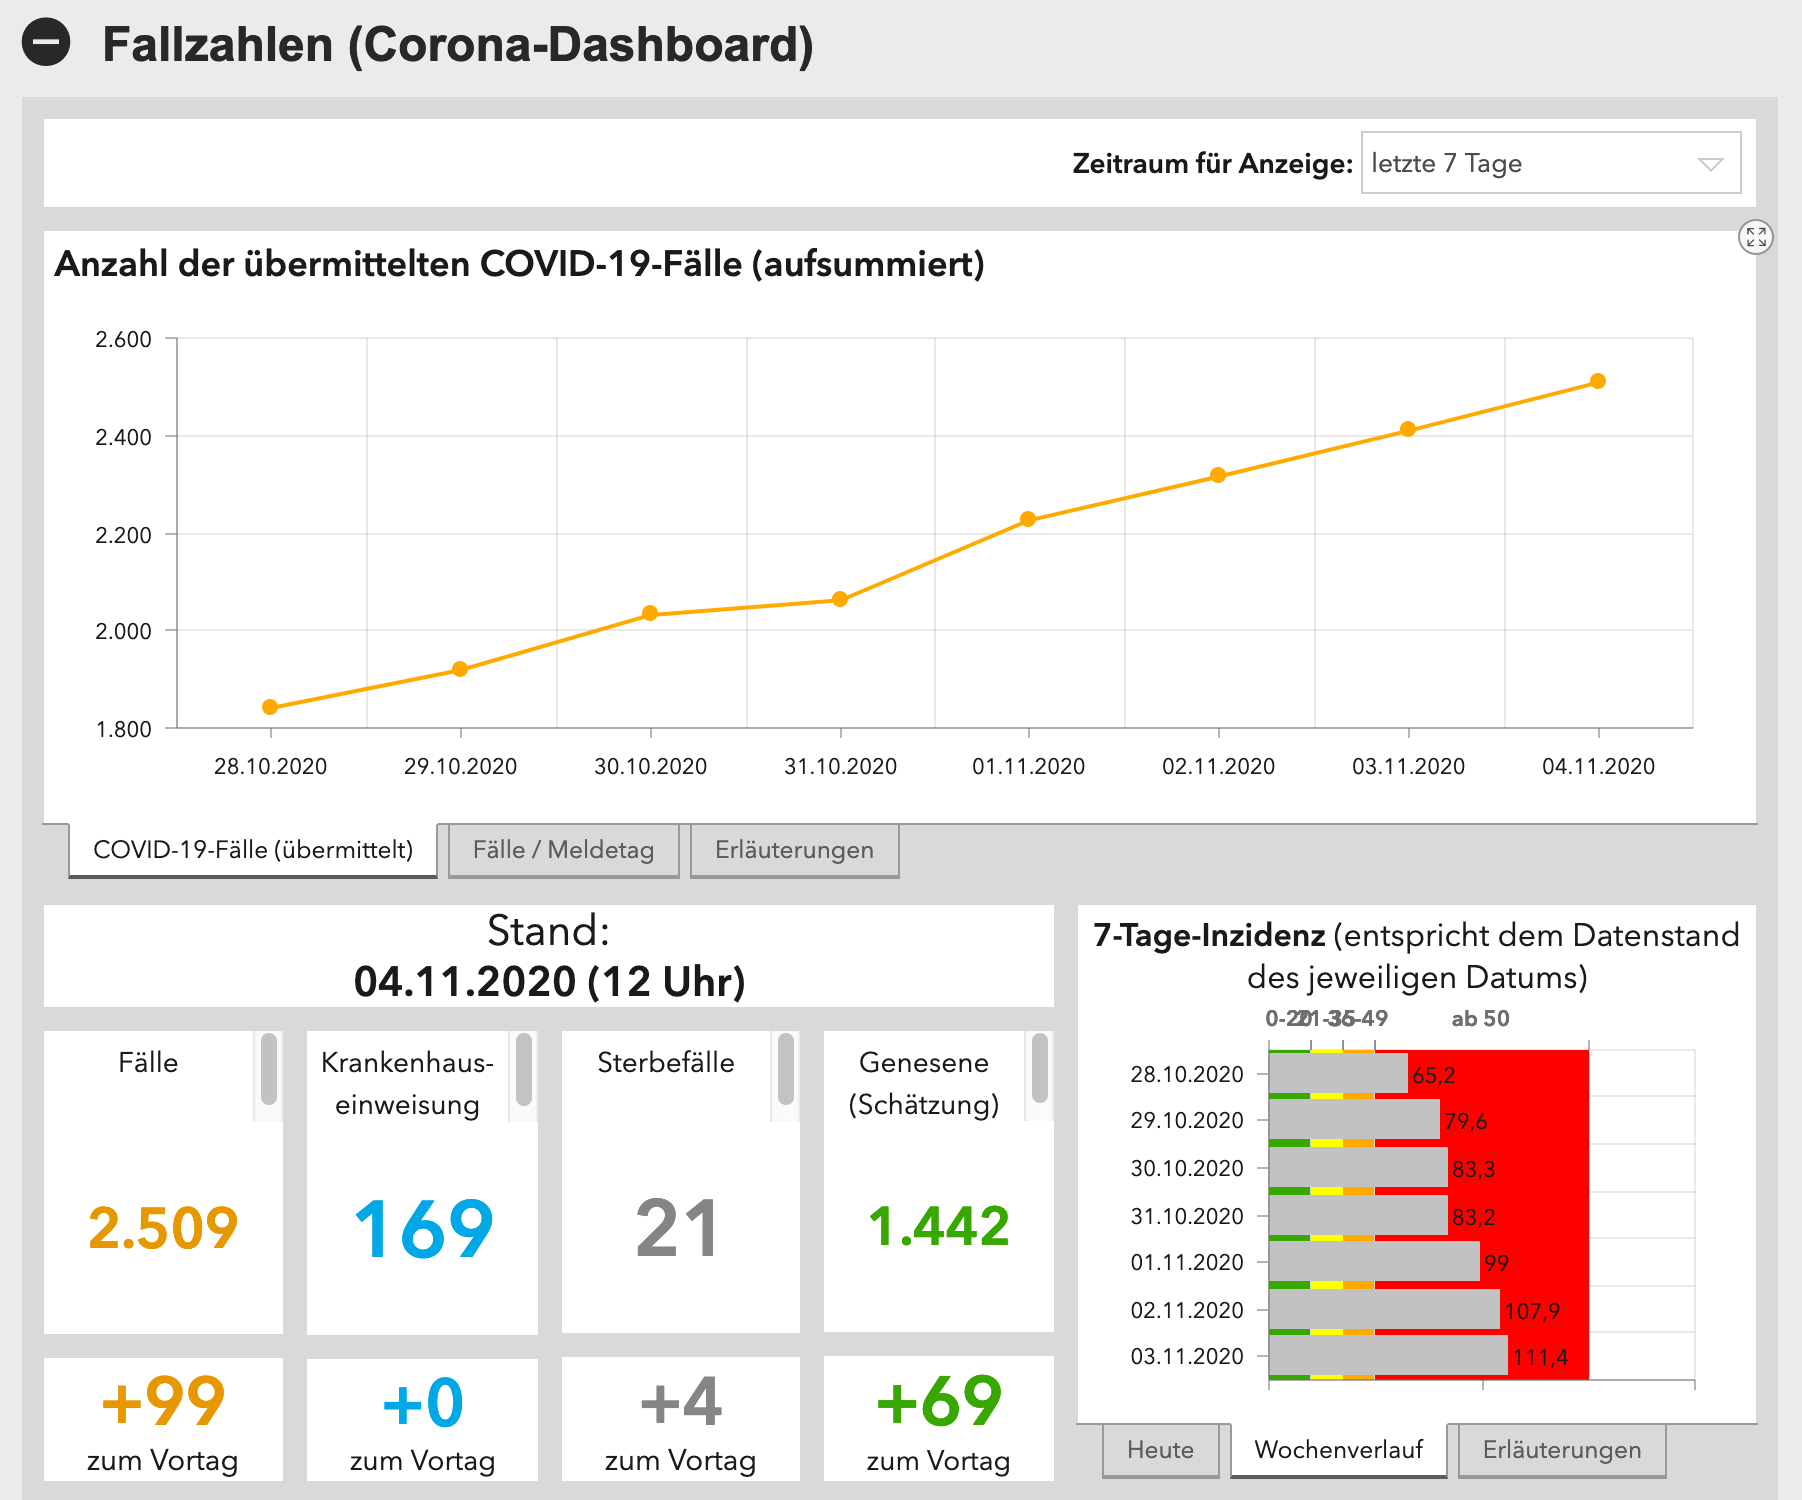 Fallzahlen (Corona-Dashboard)
Zeitraum für Anzeige: letzte 7 Tage
Anzahl der übermittelten COVID-19-Fälle (aufsummiert)
2.600
2.400
2.200
2.000
1.800
28.10.2020 29.10.2020 30.10.2020 31.10.2020 01.11.2020 02.11.2020 03.11.2020 04.11.2020
COVID-19-Fälle (übermittelt) Fälle / Meldetag Erläuterungen
Stand:
04.11.2020 (12 Uhr)
Fälle
2.509
+99
zum Vortag
Krankenhaus-
einweisung
169
+0
zum Vortag
Sterbefälle
21
+4
zum Vortag
Genesene
(Schätzung)
1.442
+69
zum Vortag
7-Tage-Inzidenz (entspricht dem Datenstand
des jeweiligen Datums)
0-20 21-35 36-49 ab 50
28.10.2020 65,2
29.10.2020 79,6
30.10.2020 83,3
31.10.2020 83,2
01.11.2020 99
02.11.2020 107,9
03.11.2020 111,4
Heute Wochenverlauf Erläuterungen